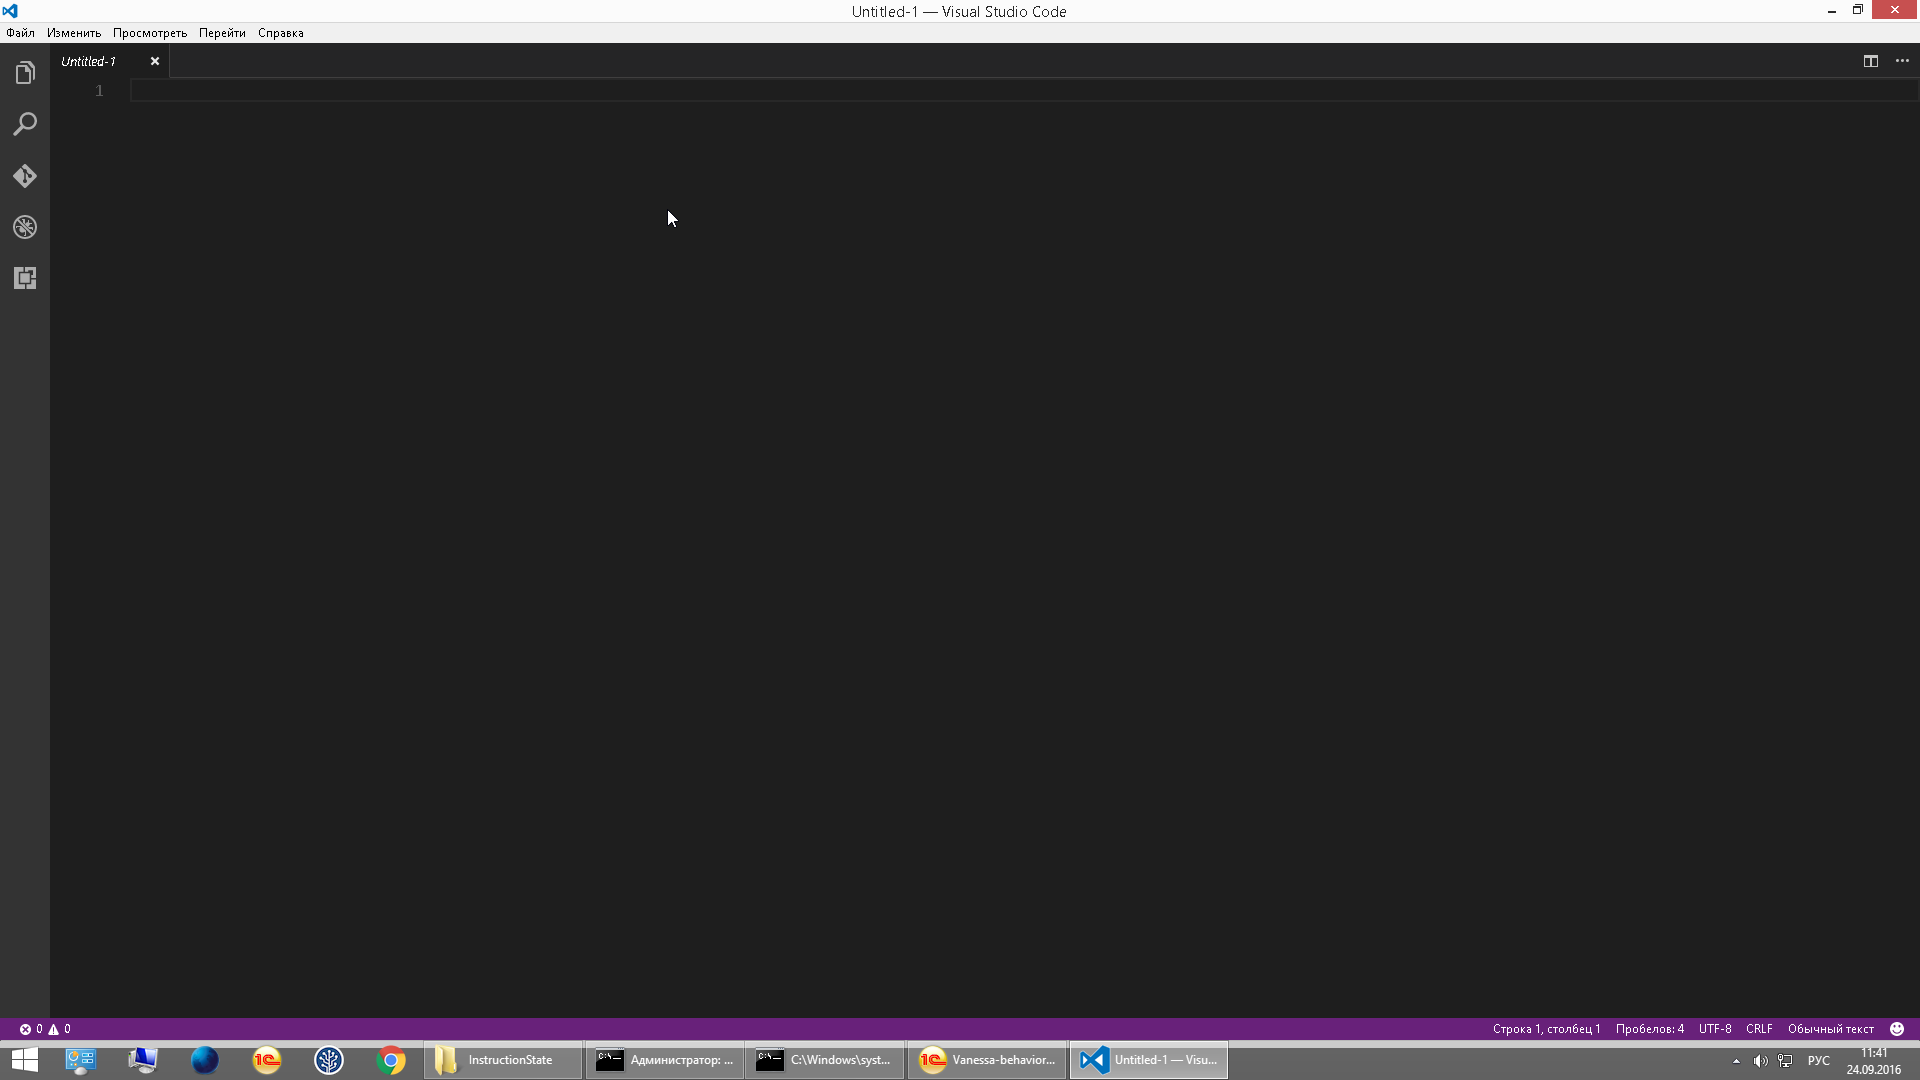 Untitled-1 — Visual Studio Code
Файл Изменить Просмотреть Перейти Справка
Untitled-1
1
0 0 Строка 1, столбец 1 Пробелов: 4 UTF-8 CRLF Обычный текст
1С InstructionState C:\ Администратор: ... C:\ C:\Windows\syst... 1С Vanessa-behavior... Untitled-1 — Visu... РУС 11:41
24.09.2016